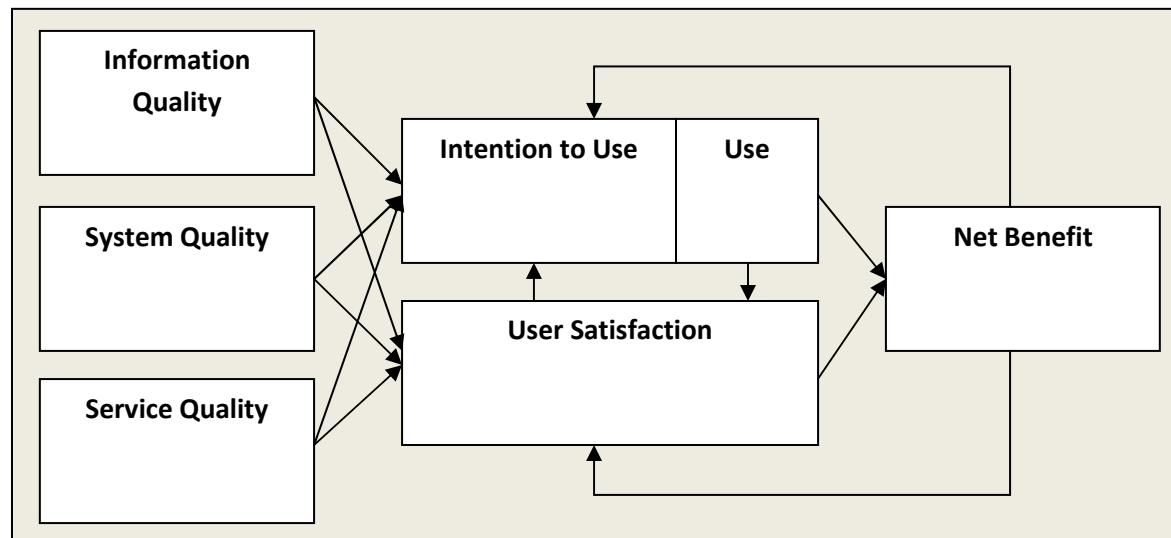 Information
Quality
System Quality
Service Quality
Intention to Use
Use
User Satisfaction
Net Benefit